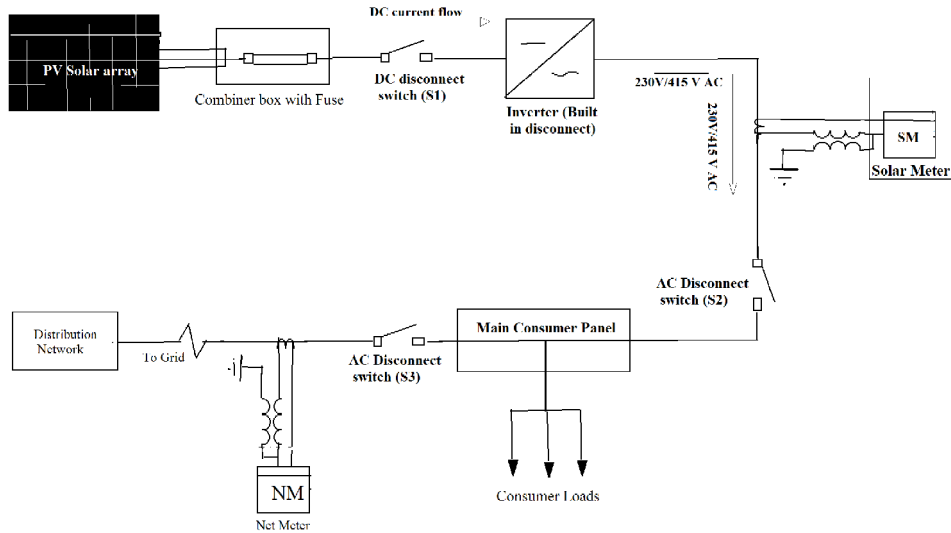 DC current flow
PV Solar array
Combiner box with Fuse
DC disconnect
switch (S1)
Inverter (Built
in disconnect)
230V/415 V AC
230V/415 V AC
SM
Solar Meter
AC Disconnect
switch (S2)
Distribution
Network
To Grid
AC Disconnect
switch (S3)
Main Consumer Panel
NM
Net Meter
Consumer Loads